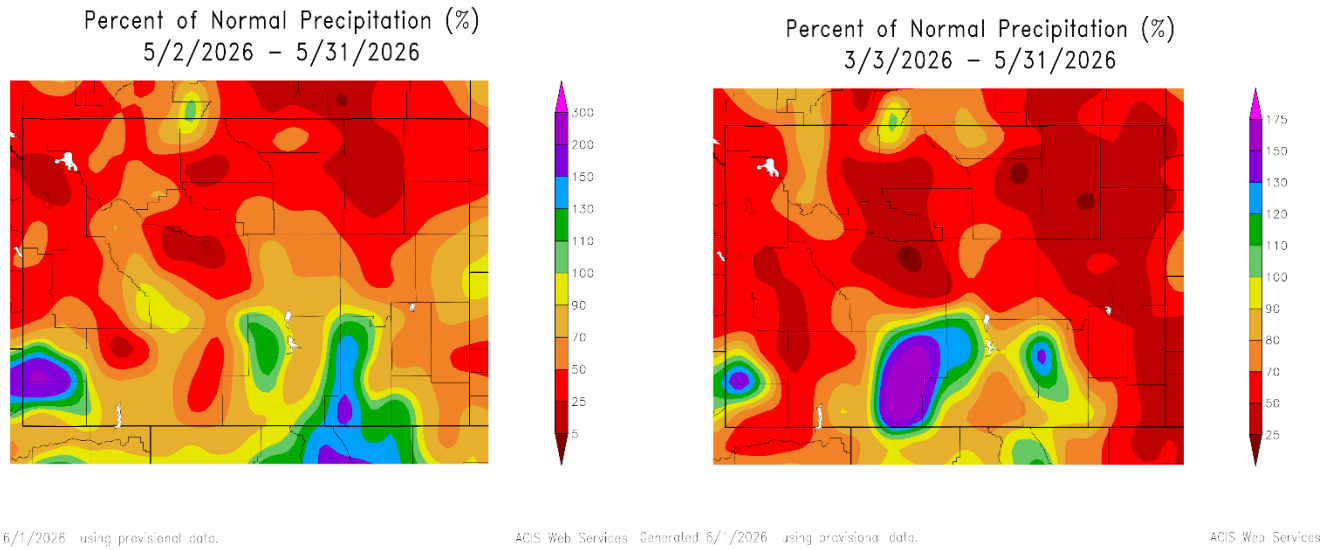 Percent of Normal Precipitation (%)
5/2/2026 – 5/31/2026
300
200
150
130
110
100
90
70
50
25
5
6/1/2026 using provisional data.
ACIS Web Services
Percent of Normal Precipitation (%)
3/3/2026 – 5/31/2026
175
150
130
120
110
100
90
80
70
50
25
Generated 6/1/2026 using provisional data.
ACIS Web Services